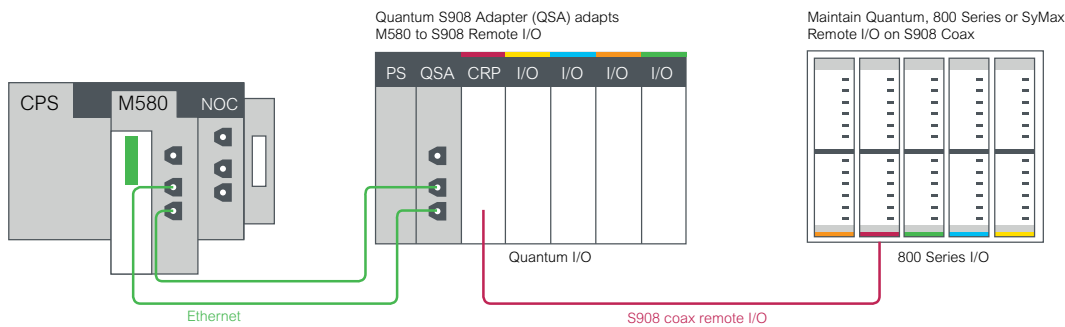 Quantum S908 Adapter (QSA) adapts
M580 to S908 Remote I/O
Maintain Quantum, 800 Series or SyMax
Remote I/O on S908 Coax
CPS M580 NOC
PS QSA CRP I/O I/O I/O I/O
Quantum I/O
800 Series I/O
Ethernet
S908 coax remote I/O